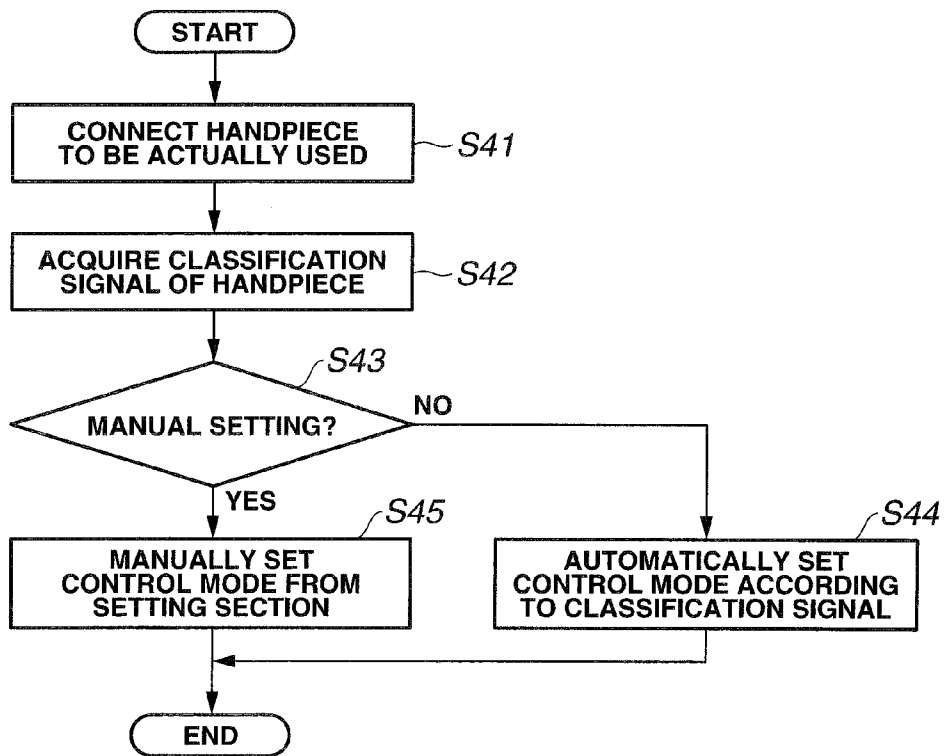 START
CONNECT HANDPIECE
TO BE ACTUALLY USED
S41
ACQUIRE CLASSIFICATION
SIGNAL OF HANDPIECE
S42
S43
MANUAL SETTING?
NO
YES
S45
MANUALLY SET
CONTROL MODE FROM
SETTING SECTION
S44
AUTOMATICALLY SET
CONTROL MODE ACCORDING
TO CLASSIFICATION SIGNAL
END